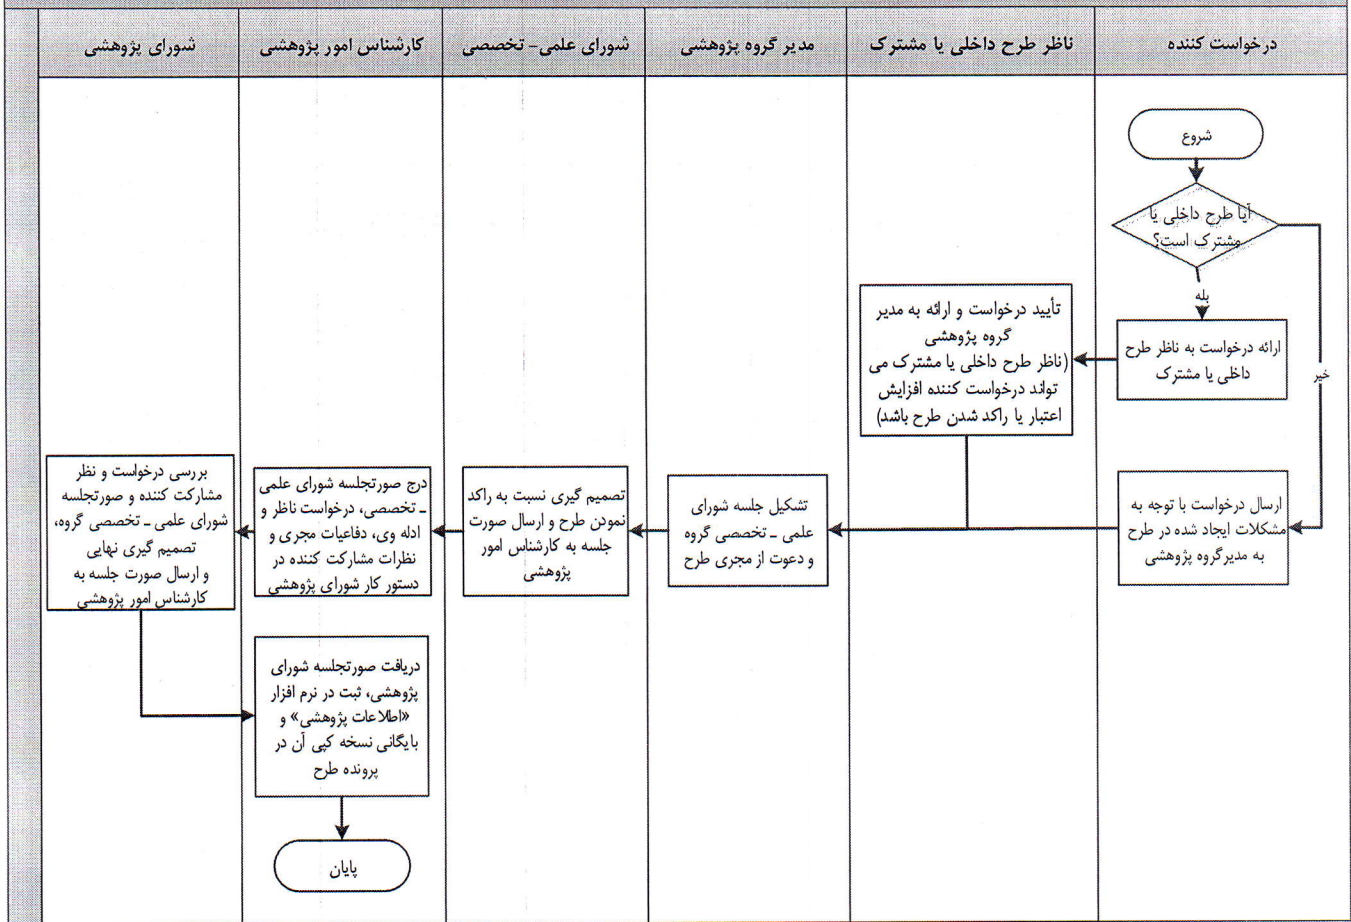 درخواست کننده
ناظر طرح داخلی یا مشترک
مدیر گروه پژوهشی
شورای علمی- تخصصی
کارشناس امور پژوهشی
شورای پژوهشی
شروع
آیا طرح داخلی یا
مشترک است؟
بله
خیر
ارائه درخواست به ناظر طرح
داخلی یا مشترک
تأیید درخواست و ارائه به مدیر
گروه پژوهشی
(ناظر طرح داخلی یا مشترک می
تواند درخواست کننده افزایش
اعتبار یا راکد شدن طرح باشد)
ارسال درخواست با توجه به
مشکلات ایجاد شده در طرح
به مدیرگروه پژوهشی
تشکیل جلسه شورای
علمی ـ تخصصی گروه
و دعوت از مجری طرح
تصمیم گیری نسبت به راکد
نمودن طرح و ارسال صورت
جلسه به کارشناس امور
پژوهشی
درج صورتجلسه شورای علمی
ـ تخصصی، درخواست ناظر و
ادله وی، دفاعیات مجری و
نظرات مشارکت کننده در
دستور کار شورای پژوهشی
بررسی درخواست و نظر
مشارکت کننده و صورتجلسه
شورای علمی ـ تخصصی گروه،
تصمیم گیری نهایی
و ارسال صورت جلسه به
کارشناس امور پژوهشی
دریافت صورتجلسه شورای
پژوهشی، ثبت در نرم افزار
«اطلاعات پژوهشی» و
بایگانی نسخه کپی آن در
پرونده طرح
پایان